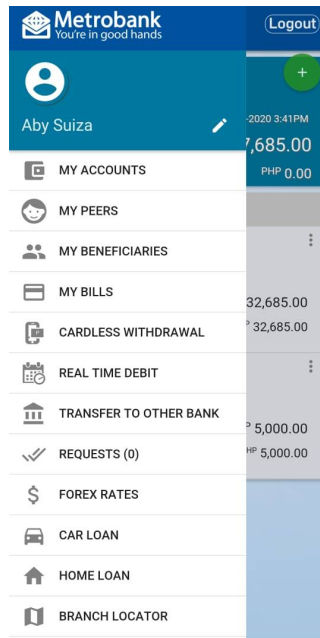 Metrobank
You're in good hands
Logout
+
Aby Suiza
-2020 3:41PM
7,685.00
PHP 0.00
MY ACCOUNTS
MY PEERS
MY BENEFICIARIES
MY BILLS
32,685.00
P 32,685.00
CARDLESS WITHDRAWAL
REAL TIME DEBIT
TRANSFER TO OTHER BANK
P 5,000.00
REQUESTS (0)
HP 5,000.00
FOREX RATES
CAR LOAN
HOME LOAN
BRANCH LOCATOR